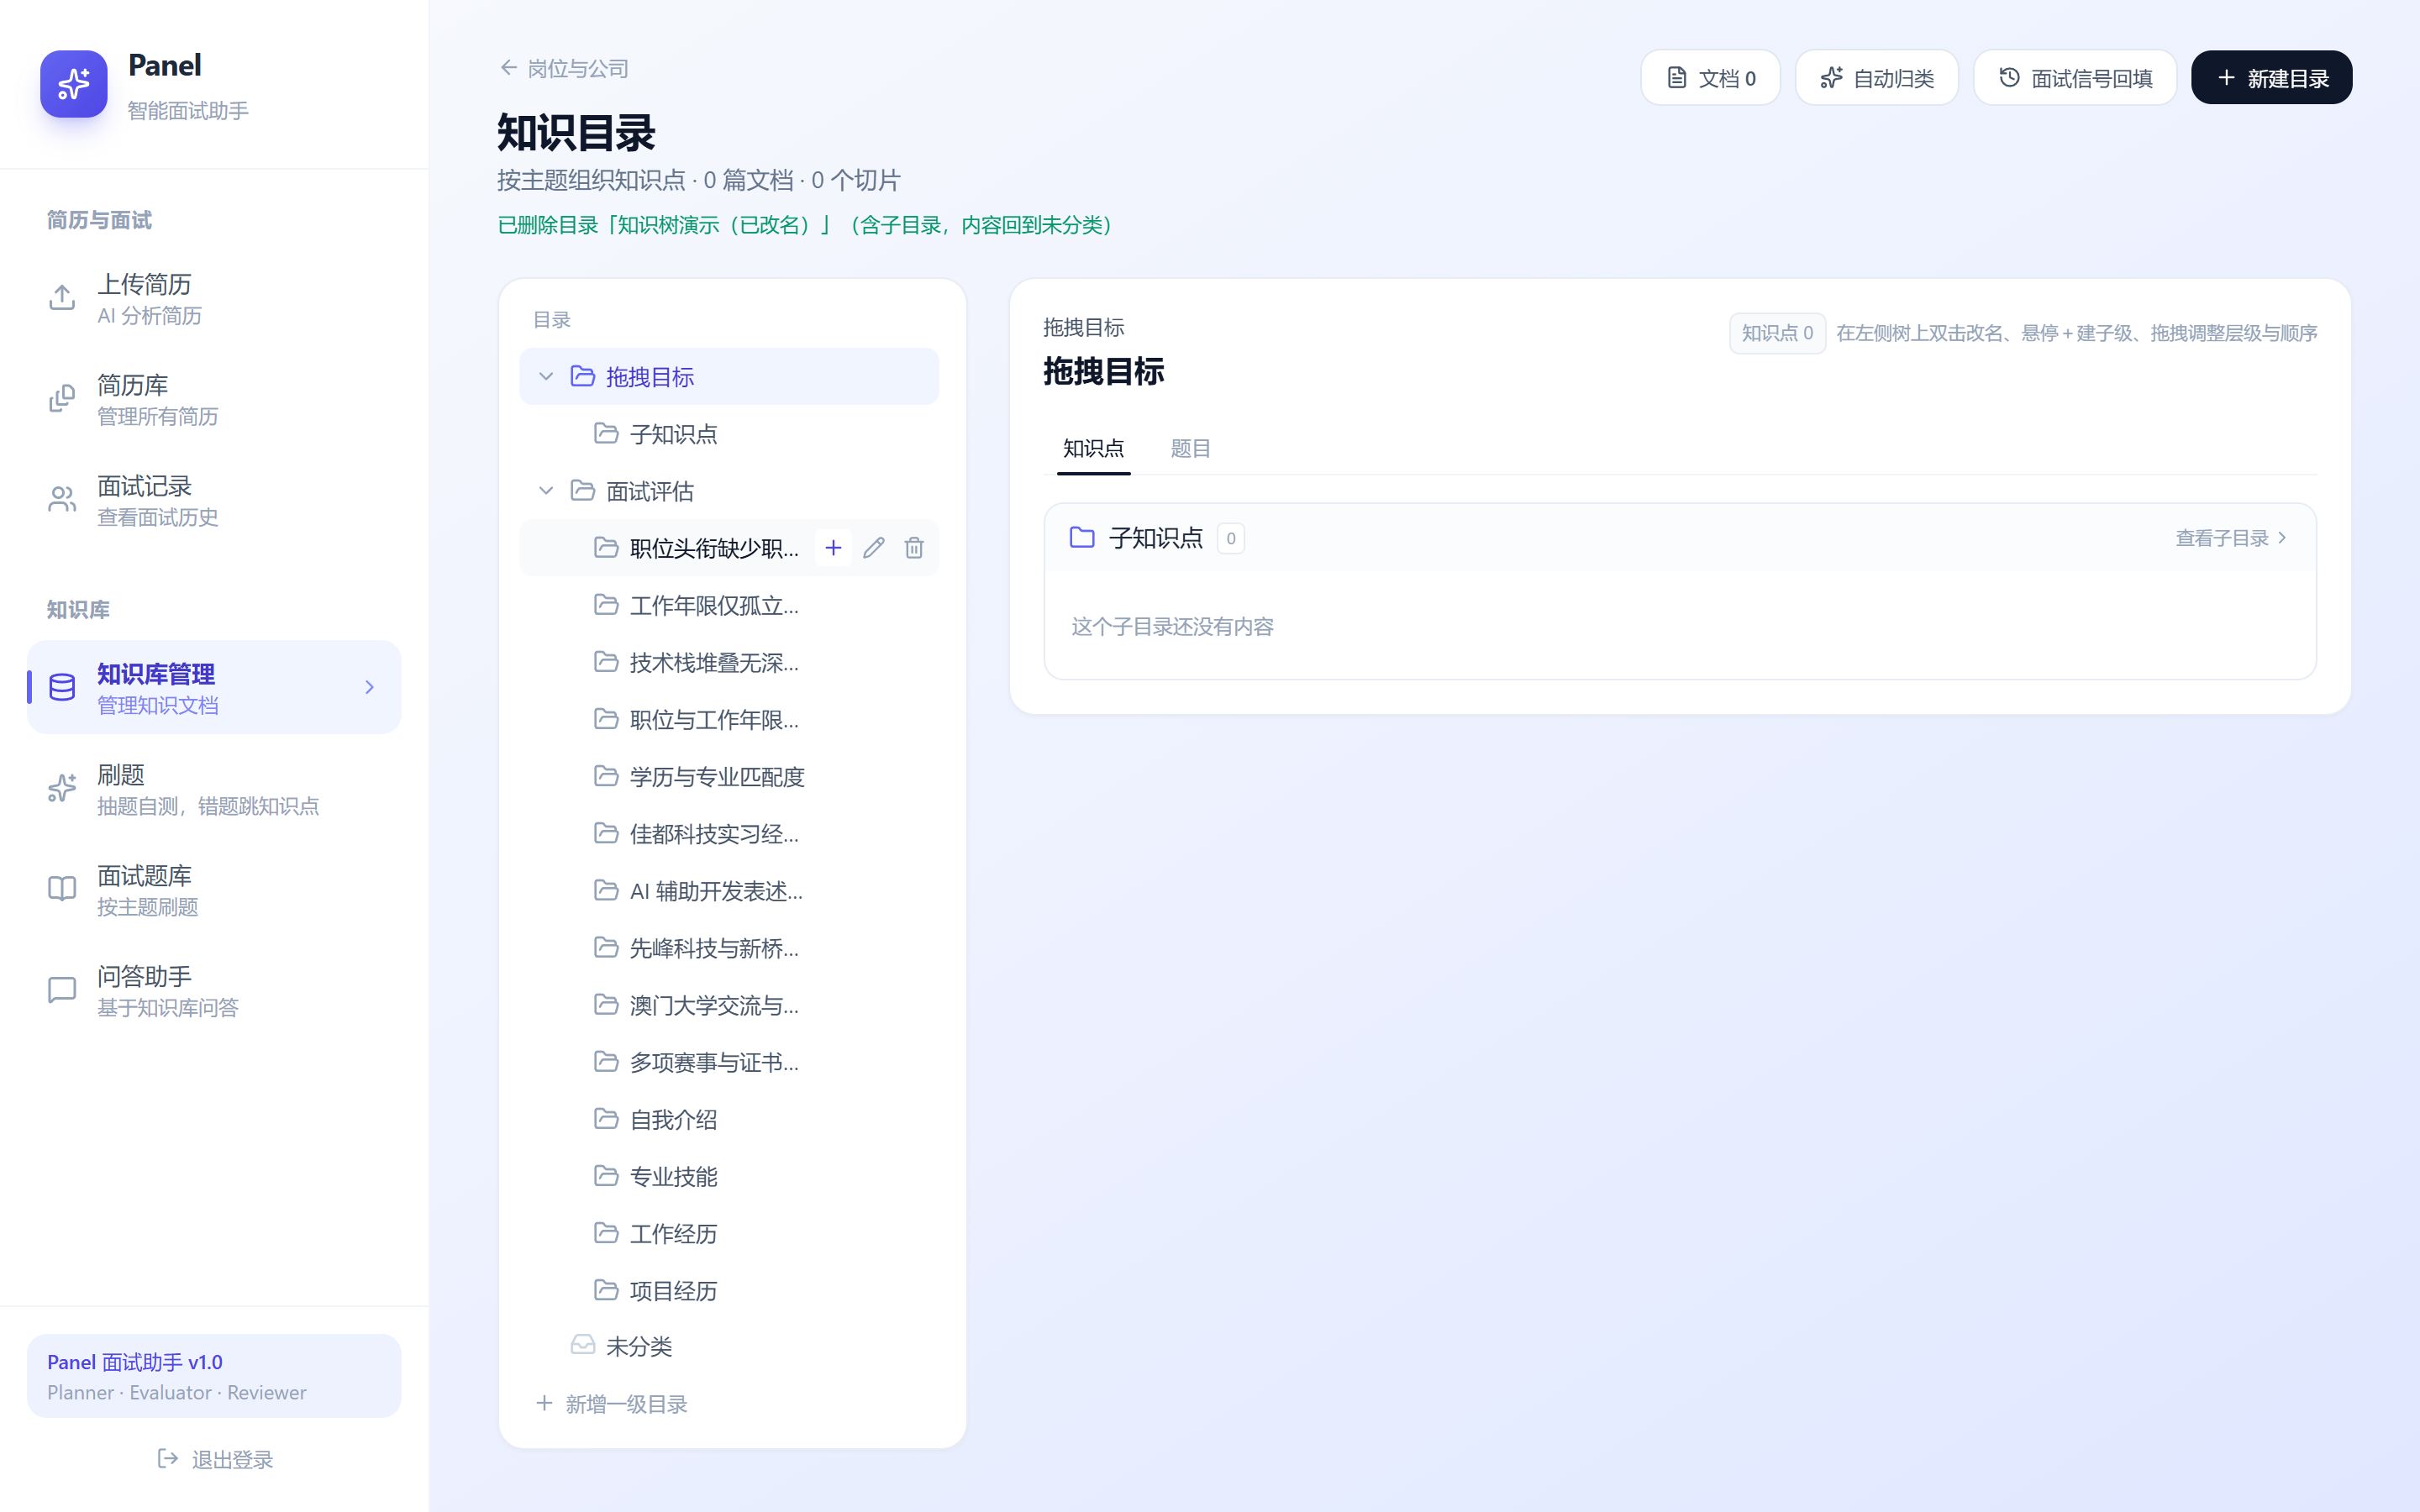 Panel
智能面试助手
简历与面试
上传简历
AI 分析简历
简历库
管理所有简历
面试记录
查看面试历史
知识库
知识库管理
管理知识文档
刷题
抽题自测，错题跳知识点
面试题库
按主题刷题
问答助手
基于知识库问答
Panel 面试助手 v1.0
Planner · Evaluator · Reviewer
退出登录
岗位与公司
文档 0
自动归类
面试信号回填
新建目录
知识目录
按主题组织知识点 · 0 篇文档 · 0 个切片
已删除目录「知识树演示（已改名）」（含子目录，内容回到未分类）
目录
拖拽目标
子知识点
面试评估
职位头衔缺少职...
工作年限仅孤立...
技术栈堆叠无深...
职位与工作年限...
学历与专业匹配度
佳都科技实习经...
AI 辅助开发表述...
先峰科技与新桥...
澳门大学交流与...
多项赛事与证书...
自我介绍
专业技能
工作经历
项目经历
未分类
新增一级目录
拖拽目标
知识点 0
在左侧树上双击改名、悬停 + 建子级、拖拽调整层级与顺序
拖拽目标
知识点
题目
子知识点 0
查看子目录
这个子目录还没有内容